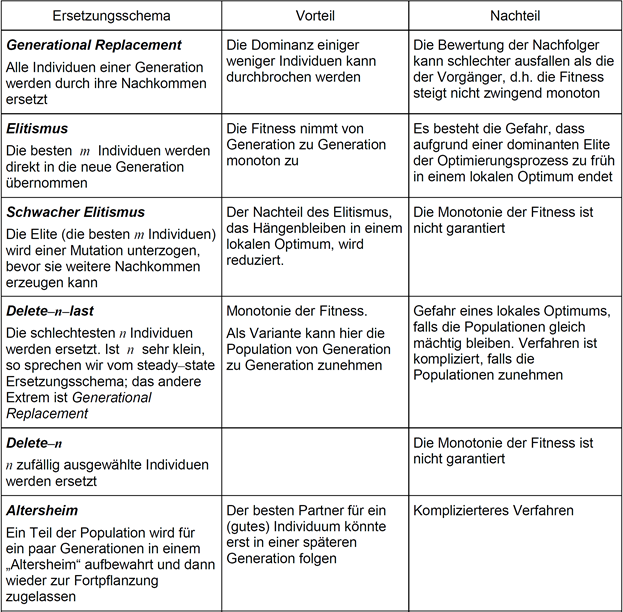 Ersetzungsschema
Vorteil
Nachteil
Generational Replacement
Alle Individuen einer Generation
werden durch ihre Nachkommen
ersetzt
Die Dominanz einiger
weniger Individuen kann
durchbrochen werden
Die Bewertung der Nachfolger
kann schlechter ausfallen als die
der Vorgänger, d.h. die Fitness
steigt nicht zwingend monoton
Elitismus
Die besten m Individuen werden
direkt in die neue Generation
übernommen
Die Fitness nimmt von
Generation zu Generation
monoton zu
Es besteht die Gefahr, dass
aufgrund einer dominanten Elite
der Optimierungsprozess zu früh
in einem lokalen Optimum endet
Schwacher Elitismus
Die Elite (die besten m Individuen)
wird einer Mutation unterzogen,
bevor sie weitere Nachkommen
erzeugen kann
Der Nachteil des Elitismus,
das Hängenbleiben in einem
lokalen Optimum, wird
reduziert.
Die Monotonie der Fitness ist
nicht garantiert
Delete–n–last
Die schlechtesten n Individuen
werden ersetzt. Ist n sehr klein,
so sprechen wir vom steady–state
Ersetzungsschema; das andere
Extrem ist Generational
Replacement
Monotonie der Fitness.
Als Variante kann hier die
Population von Generation
zu Generation zunehmen
Gefahr eines lokales Optimums,
falls die Populationen gleich
mächtig bleiben. Verfahren ist
kompliziert, falls die
Populationen zunehmen
Delete–n
n zufällig ausgewählte Individuen
werden ersetzt
Die Monotonie der Fitness ist
nicht garantiert
Altersheim
Ein Teil der Population wird für
ein paar Generationen in einem
„Altersheim“ aufbewahrt und dann
wieder zur Fortpflanzung
zugelassen
Der besten Partner für ein
(gutes) Individuum könnte
erst in einer späteren
Generation folgen
Komplizierteres Verfahren